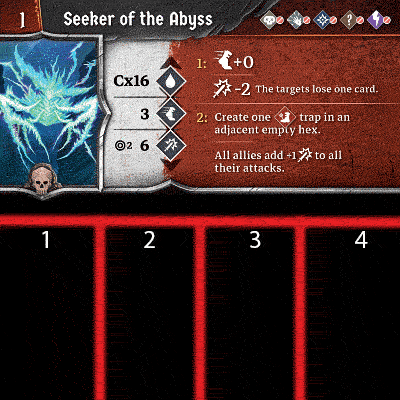 1 Seeker of the Abyss
Cx16
3
2 6
1: +0
-2 The targets lose one card.
2: Create one trap in an
adjacent empty hex.
All allies add +1 to all
their attacks.
1 2 3 4